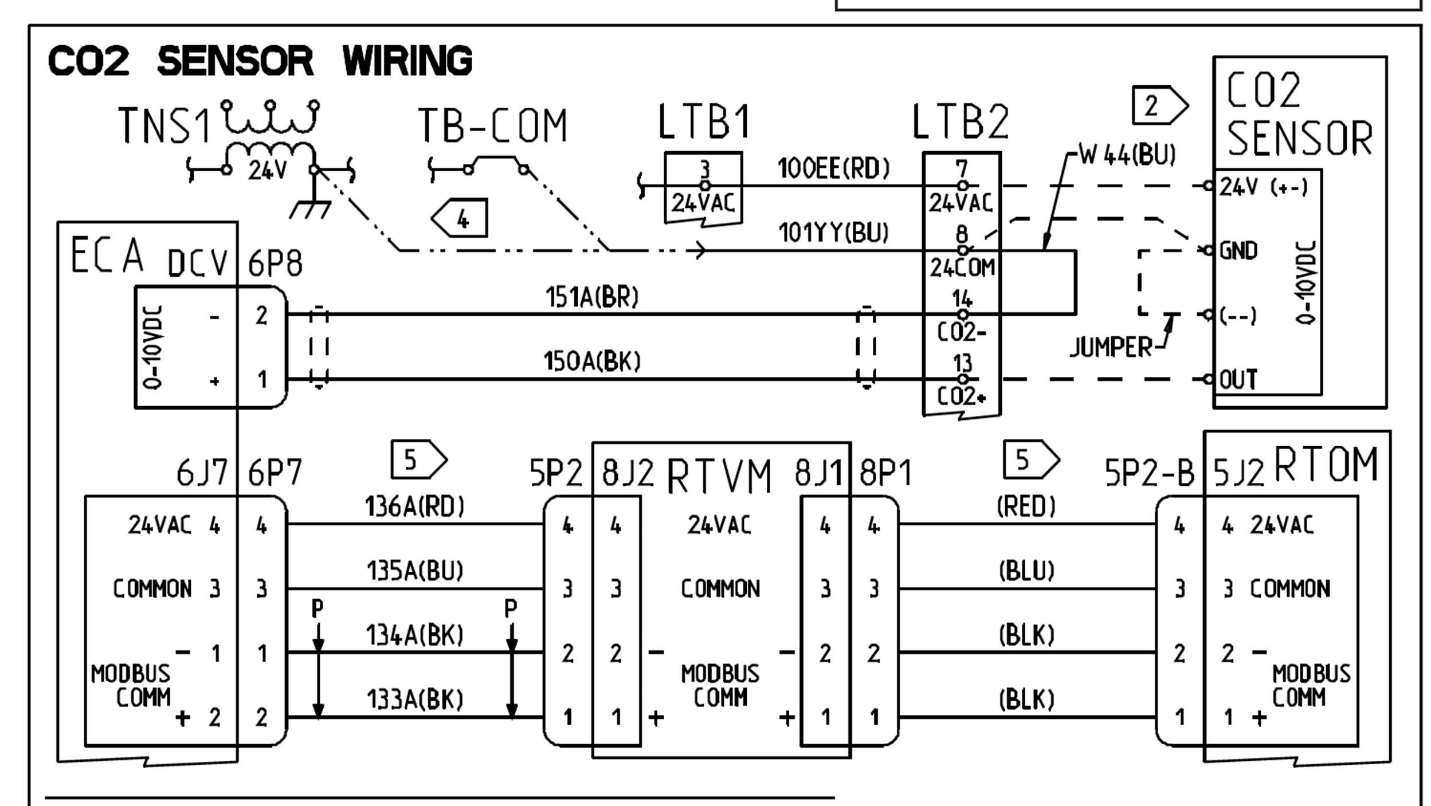 CO2 SENSOR WIRING
TNS1
24V
TB-COM
LTB1
3
24VAC
100EE(RD)
LTB2
7
24VAC
101YY(BU)
8
24COM
14
CO2-
13
CO2+
W44(BU)
2
CO2
SENSOR
24V (+-)
GND
(--)
OUT
0-10VDC
JUMPER
4
ECA
DCV
6P8
0-10VDC
- 2
+ 1
151A(BR)
150A(BK)
6J7 6P7
24VAC 4 4
COMMON 3 3
- 1 1
MODBUS
COMM
+ 2 2
5
136A(RD)
135A(BU)
P P
134A(BK)
133A(BK)
5P2 8J2 RTVM 8J1 8P1
4 4 24VAC 4 4
3 3 COMMON 3 3
2 2 - - 2 2
MODBUS
COMM
1 1 + + 1 1
5
(RED)
(BLU)
(BLK)
(BLK)
5P2-B 5J2 RTOM
4 4 24VAC
3 3 COMMON
2 2 -
MODBUS
COMM
1 1 +